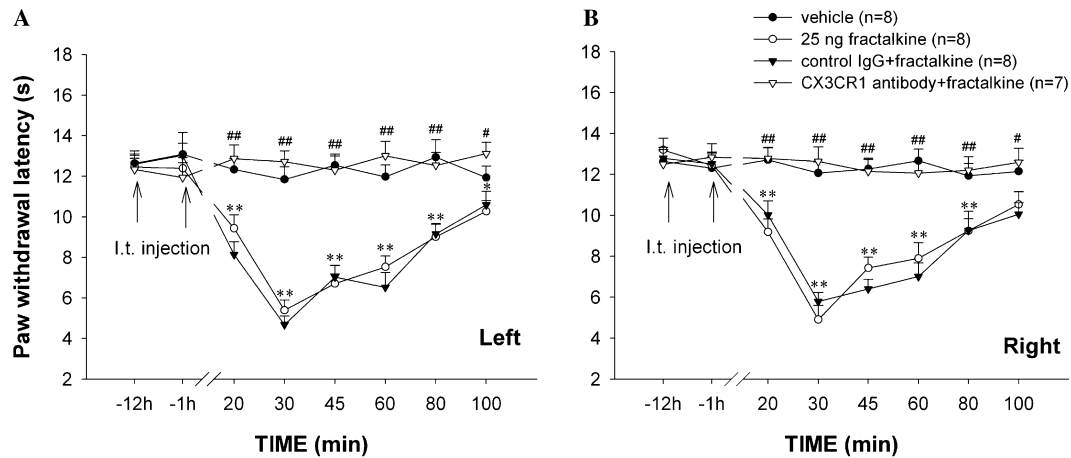 A
B
vehicle (n=8)
25 ng fractalkine (n=8)
control IgG+fractalkine (n=8)
CX3CR1 antibody+fractalkine (n=7)
Paw withdrawal latency (s)
18
16
14
12
10
8
6
4
2
## ## ## ## ## #
*
** ** ** ** **
I.t. injection
Left
-12h -1h 20 30 45 60 80 100
TIME (min)
18
16
14
12
10
8
6
4
2
## ## ## ## ## #
** ** ** ** **
I.t. injection
Right
-12h -1h 20 30 45 60 80 100
TIME (min)